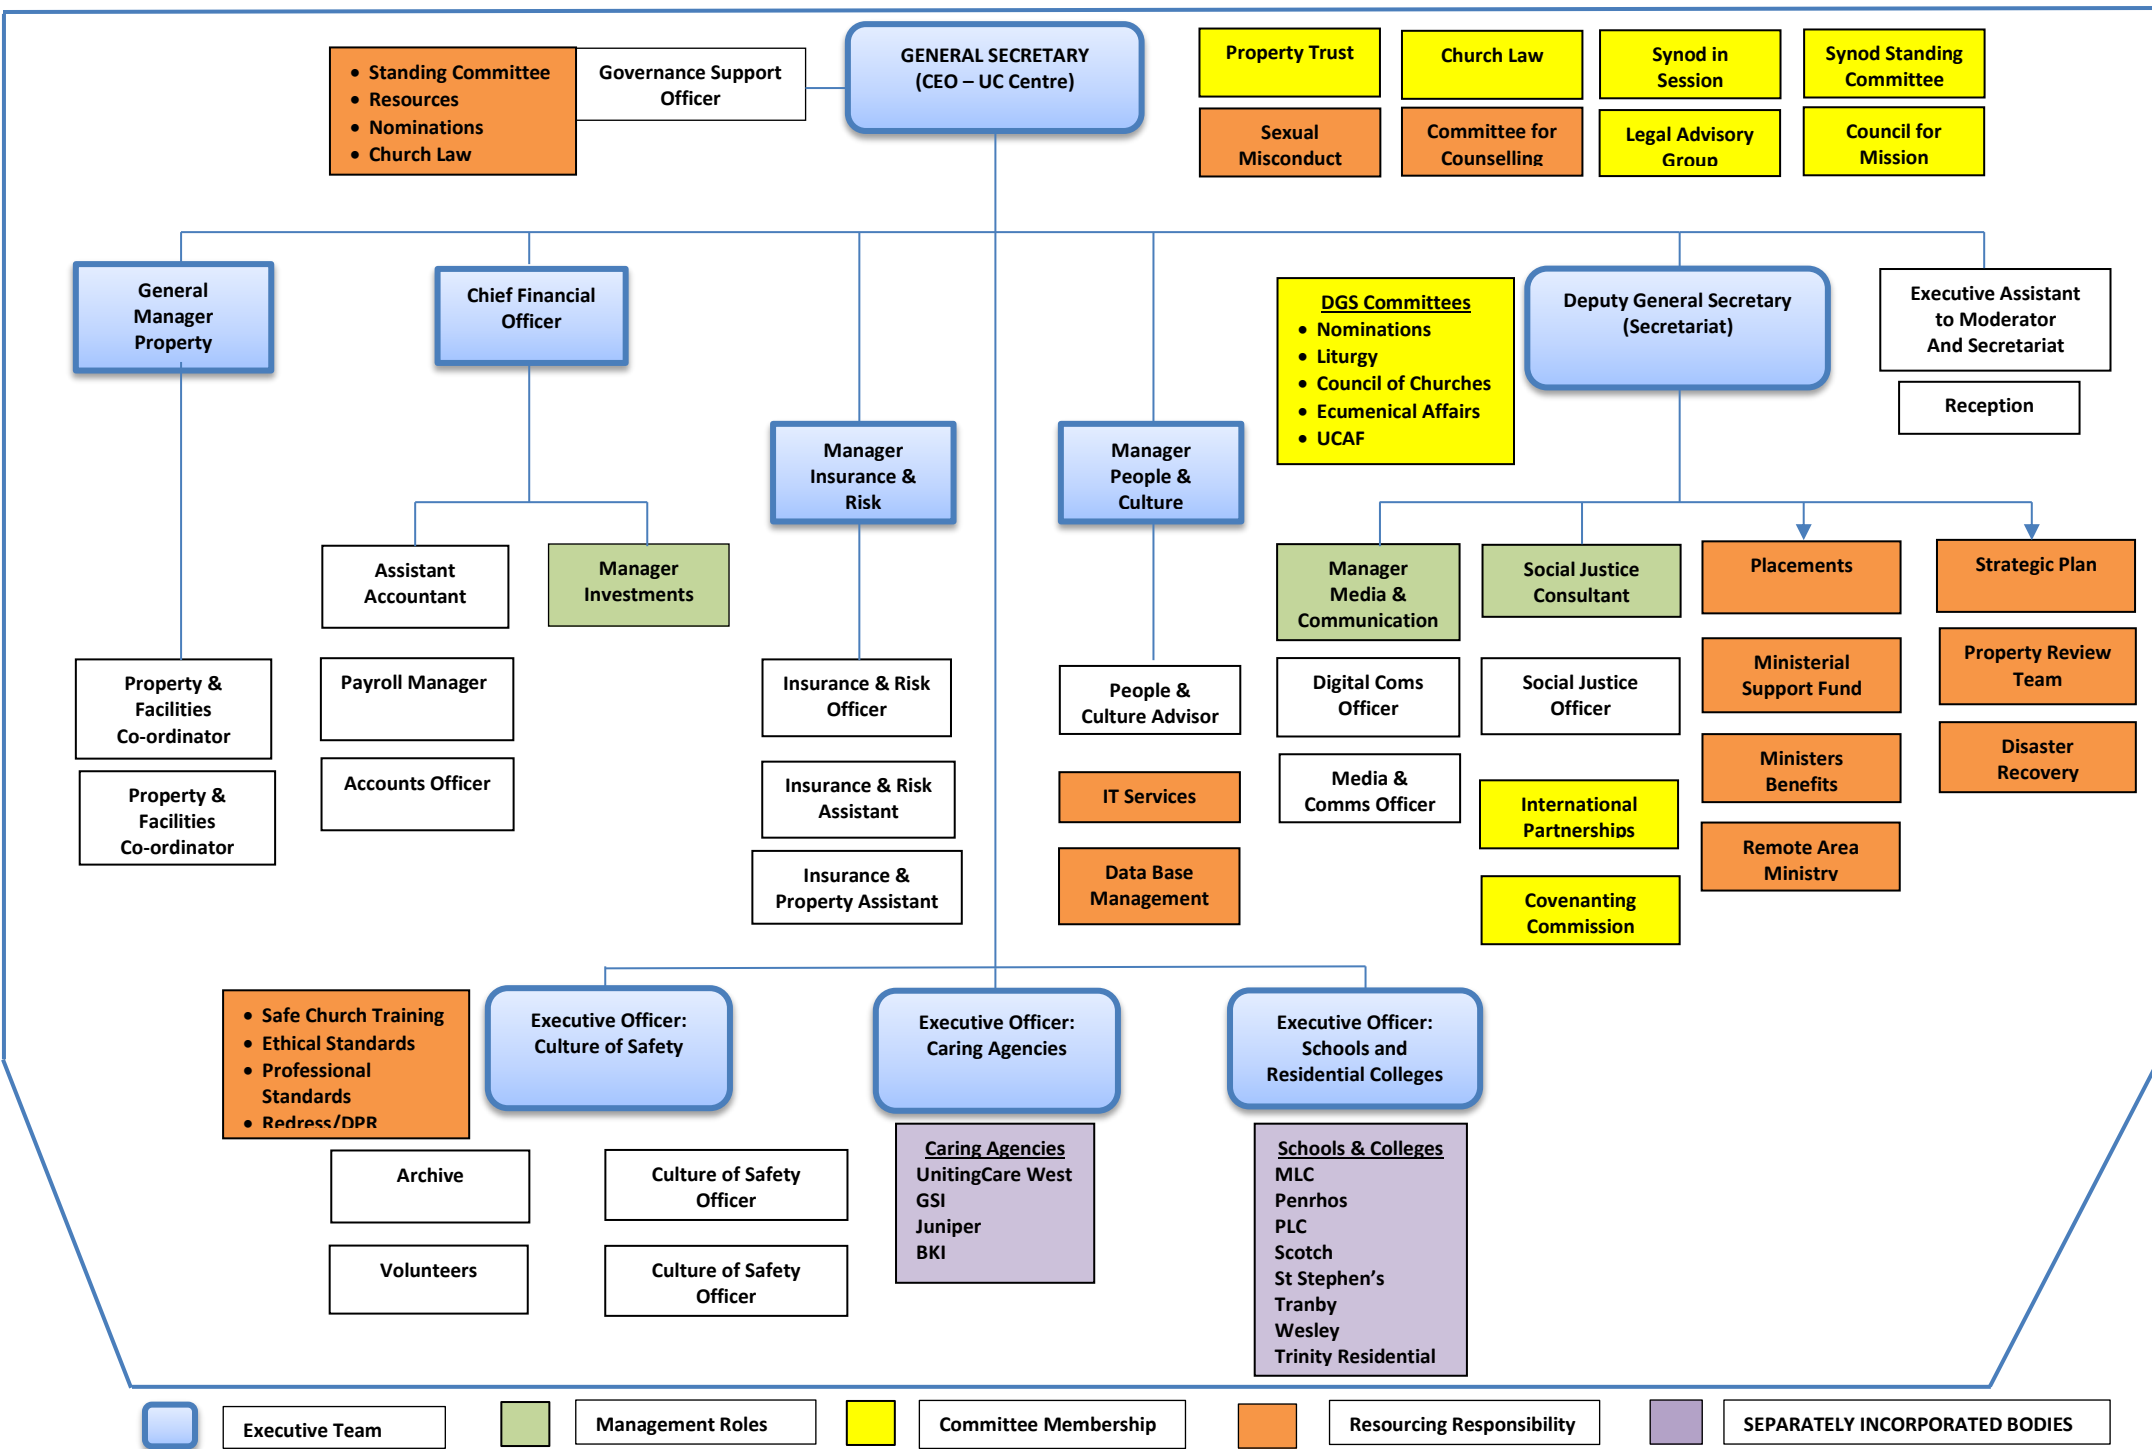 GENERAL SECRETARY
(CEO – UC Centre)
• Standing Committee
• Resources
• Nominations
• Church Law
Governance Support
Officer
Property Trust
Church Law
Synod in
Session
Synod Standing
Committee
Sexual
Misconduct
Committee for
Counselling
Legal Advisory
Group
Council for
Mission
General
Manager
Property
Chief Financial
Officer
Manager
Insurance &
Risk
Manager
People &
Culture
DGS Committees
• Nominations
• Liturgy
• Council of Churches
• Ecumenical Affairs
• UCAF
Deputy General Secretary
(Secretariat)
Executive Assistant
to Moderator
And Secretariat
Reception
Assistant
Accountant
Manager
Investments
Manager
Media &
Communication
Social Justice
Consultant
Placements
Strategic Plan
Property &
Facilities
Co-ordinator
Payroll Manager
Insurance & Risk
Officer
People &
Culture Advisor
Digital Coms
Officer
Social Justice
Officer
Ministerial
Support Fund
Property Review
Team
Property &
Facilities
Co-ordinator
Accounts Officer
Insurance & Risk
Assistant
IT Services
Media &
Comms Officer
International
Partnerships
Ministers
Benefits
Disaster
Recovery
Insurance &
Property Assistant
Data Base
Management
Covenanting
Commission
Remote Area
Ministry
• Safe Church Training
• Ethical Standards
• Professional
Standards
• Redress/DPR
Executive Officer:
Culture of Safety
Executive Officer:
Caring Agencies
Executive Officer:
Schools and
Residential Colleges
Archive
Culture of Safety
Officer
Volunteers
Culture of Safety
Officer
Caring Agencies
UnitingCare West
GSI
Juniper
BKI
Schools & Colleges
MLC
Penrhos
PLC
Scotch
St Stephen’s
Tranby
Wesley
Trinity Residential
Executive Team
Management Roles
Committee Membership
Resourcing Responsibility
SEPARATELY INCORPORATED BODIES